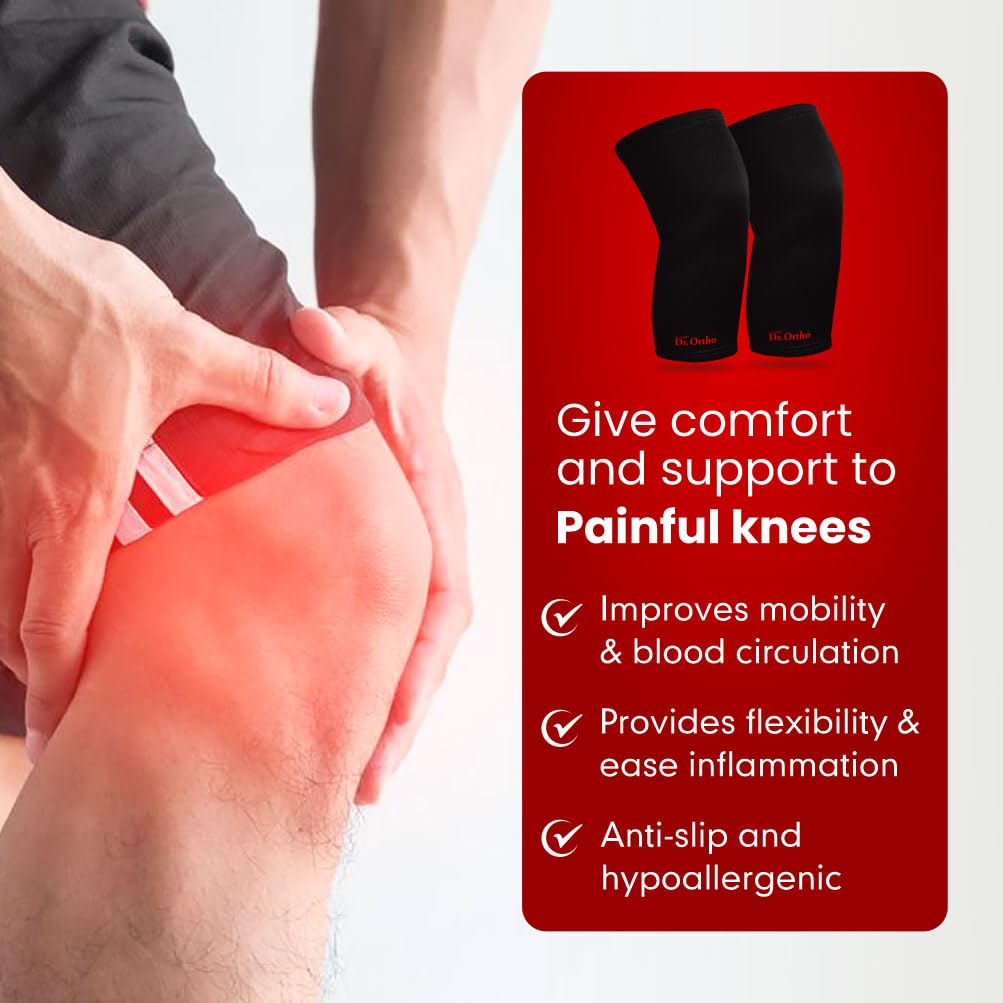 Dr. Ortho
Dr. Ortho
Give comfort
and support to
Painful knees
Improves mobility
& blood circulation
Provides flexibility &
ease inflammation
Anti-slip and
hypoallergenic